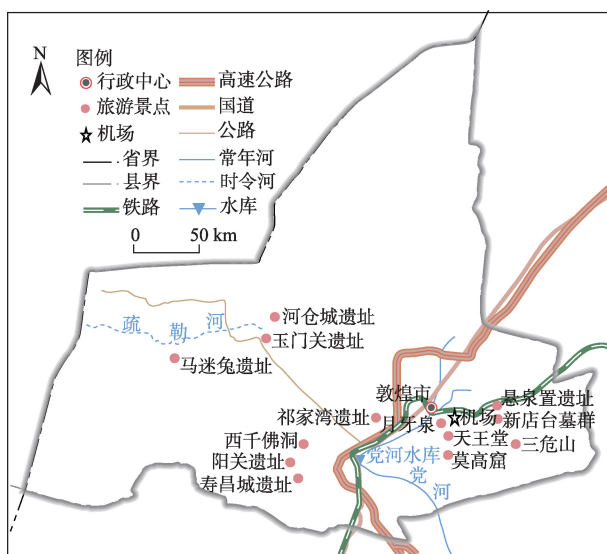 N
图例
行政中心
旅游景点
机场
省界
县界
铁路
高速公路
国道
公路
常年河
时令河
水库
0 50 km
疏勒河
河仓城遗址
玉门关遗址
马迷兔遗址
敦煌市
悬泉置遗址
祁家湾遗址
月牙泉
机场
新店台墓群
西千佛洞
天王堂
三危山
阳关遗址
党河水库
莫高窟
寿昌城遗址
党河